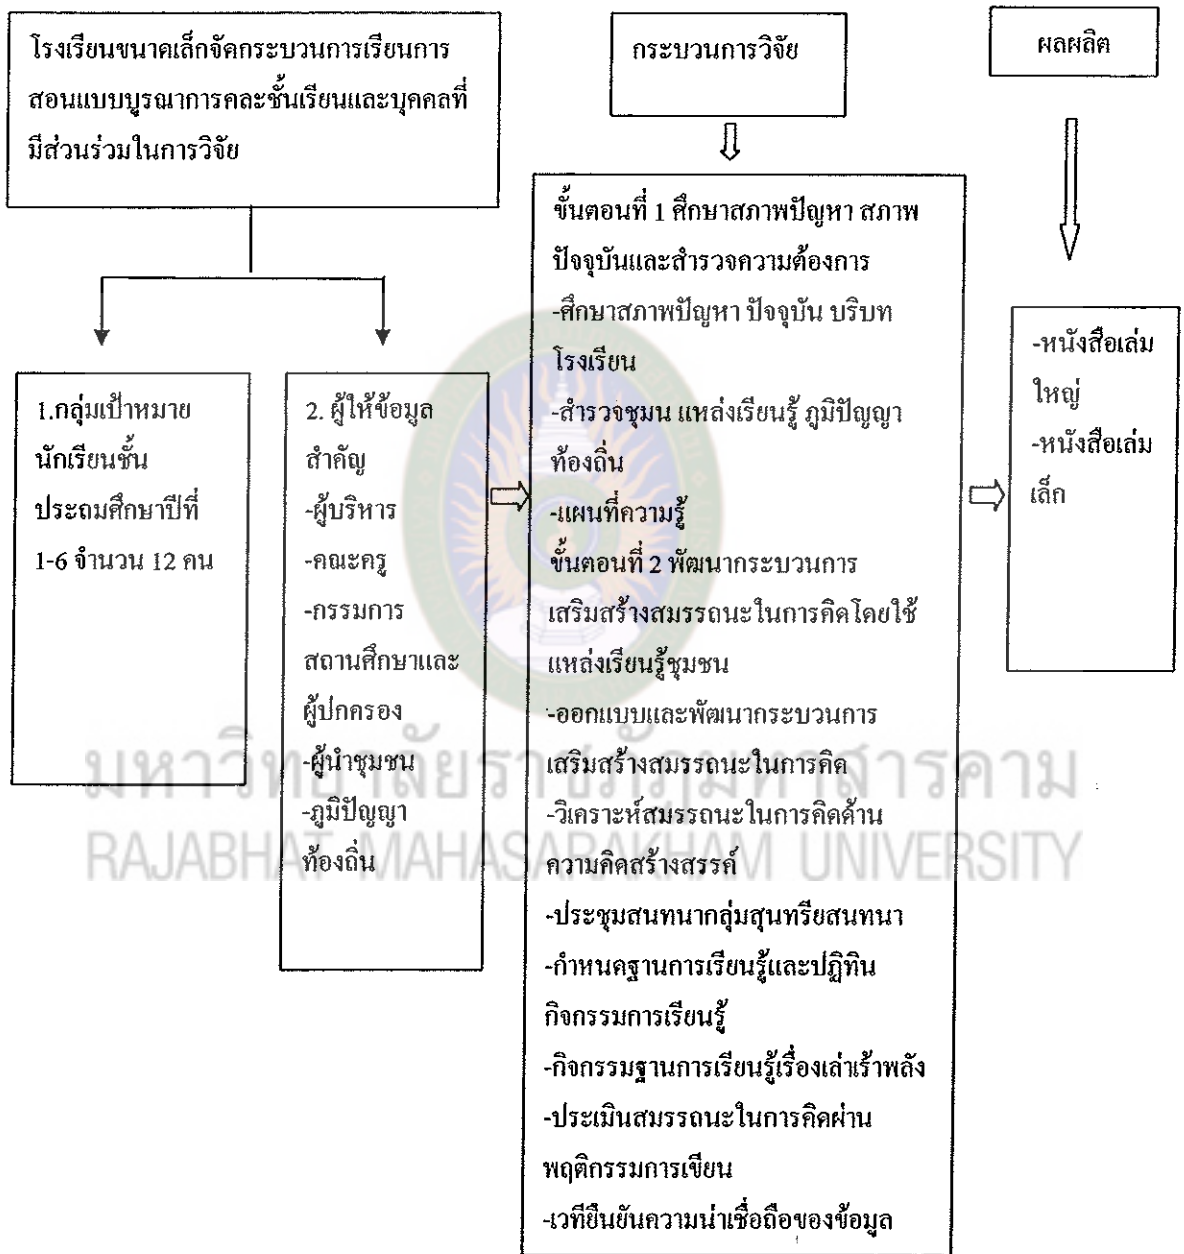 โรงเรียนขนาดเล็กจัดกระบวนการเรียนการ
สอนแบบบูรณาการคละชั้นเรียนและบุคคลที่
มีส่วนร่วมในการวิจัย
กระบวนการวิจัย
ผลผลิต
1.กลุ่มเป้าหมาย
นักเรียนชั้น
ประถมศึกษาปีที่
1-6 จำนวน 12 คน
2. ผู้ให้ข้อมูล
สำคัญ
-ผู้บริหาร
-คณะครู
-กรรมการ
สถานศึกษาและ
ผู้ปกครอง
-ผู้นำชุมชน
-ภูมิปัญญา
ท้องถิ่น
ขั้นตอนที่ 1 ศึกษาสภาพปัญหา สภาพ
ปัจจุบันและสำรวจความต้องการ
-ศึกษาสภาพปัญหา ปัจจุบัน บริบท
โรงเรียน
-สำรวจชุมน แหล่งเรียนรู้ ภูมิปัญญา
ท้องถิ่น
-แผนที่ความรู้
ขั้นตอนที่ 2 พัฒนากระบวนการ
เสริมสร้างสมรรถนะในการคิดโดยใช้
แหล่งเรียนรู้ชุมชน
-ออกแบบและพัฒนากระบวนการ
เสริมสร้างสมรรถนะในการคิด
-วิเคราะห์สมรรถนะในการคิดด้าน
ความคิดสร้างสรรค์
-ประชุมสนทนากลุ่มสุนทรียสนทนา
-กำหนดฐานการเรียนรู้และปฏิทิน
กิจกรรมการเรียนรู้
-กิจกรรมฐานการเรียนรู้เรื่องเล่าเร้าพลัง
-ประเมินสมรรถนะในการคิดผ่าน
พฤติกรรมการเขียน
-เวทียืนยันความน่าเชื่อถือของข้อมูล
-หนังสือเล่ม
ใหญ่
-หนังสือเล่ม
เล็ก
มหาวิทยาลัยราชภัฏมหาสารคาม
RAJABHAT MAHASARAKHAM UNIVERSITY